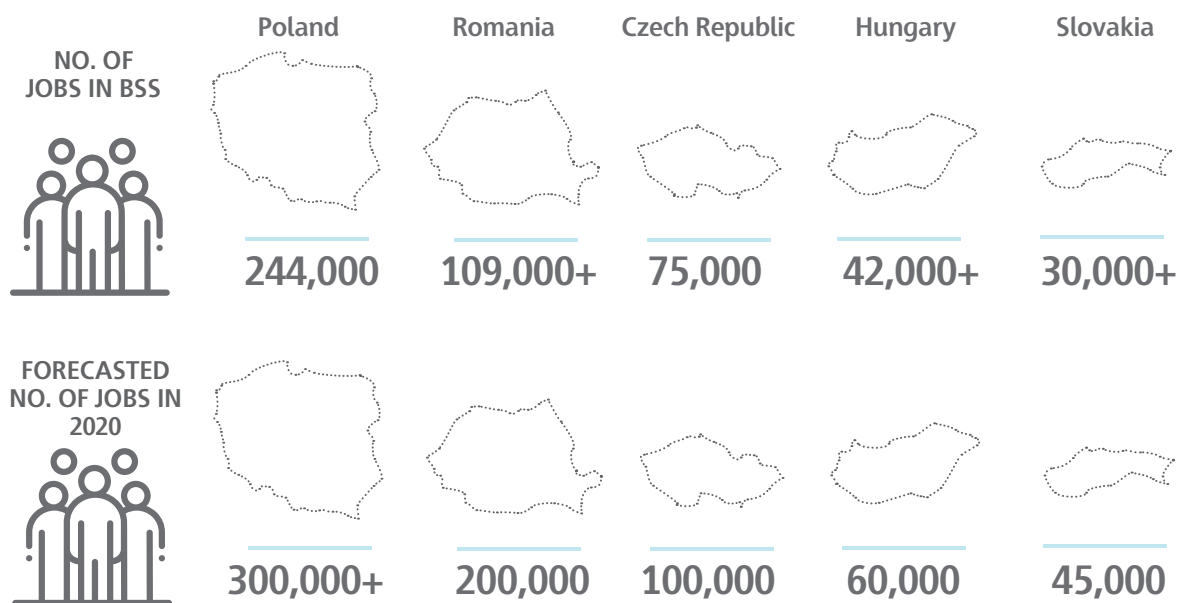 Poland Romania Czech Republic Hungary Slovakia
NO. OF
JOBS IN BSS
244,000 109,000+ 75,000 42,000+ 30,000+
FORECASTED
NO. OF JOBS IN
2020
300,000+ 200,000 100,000 60,000 45,000